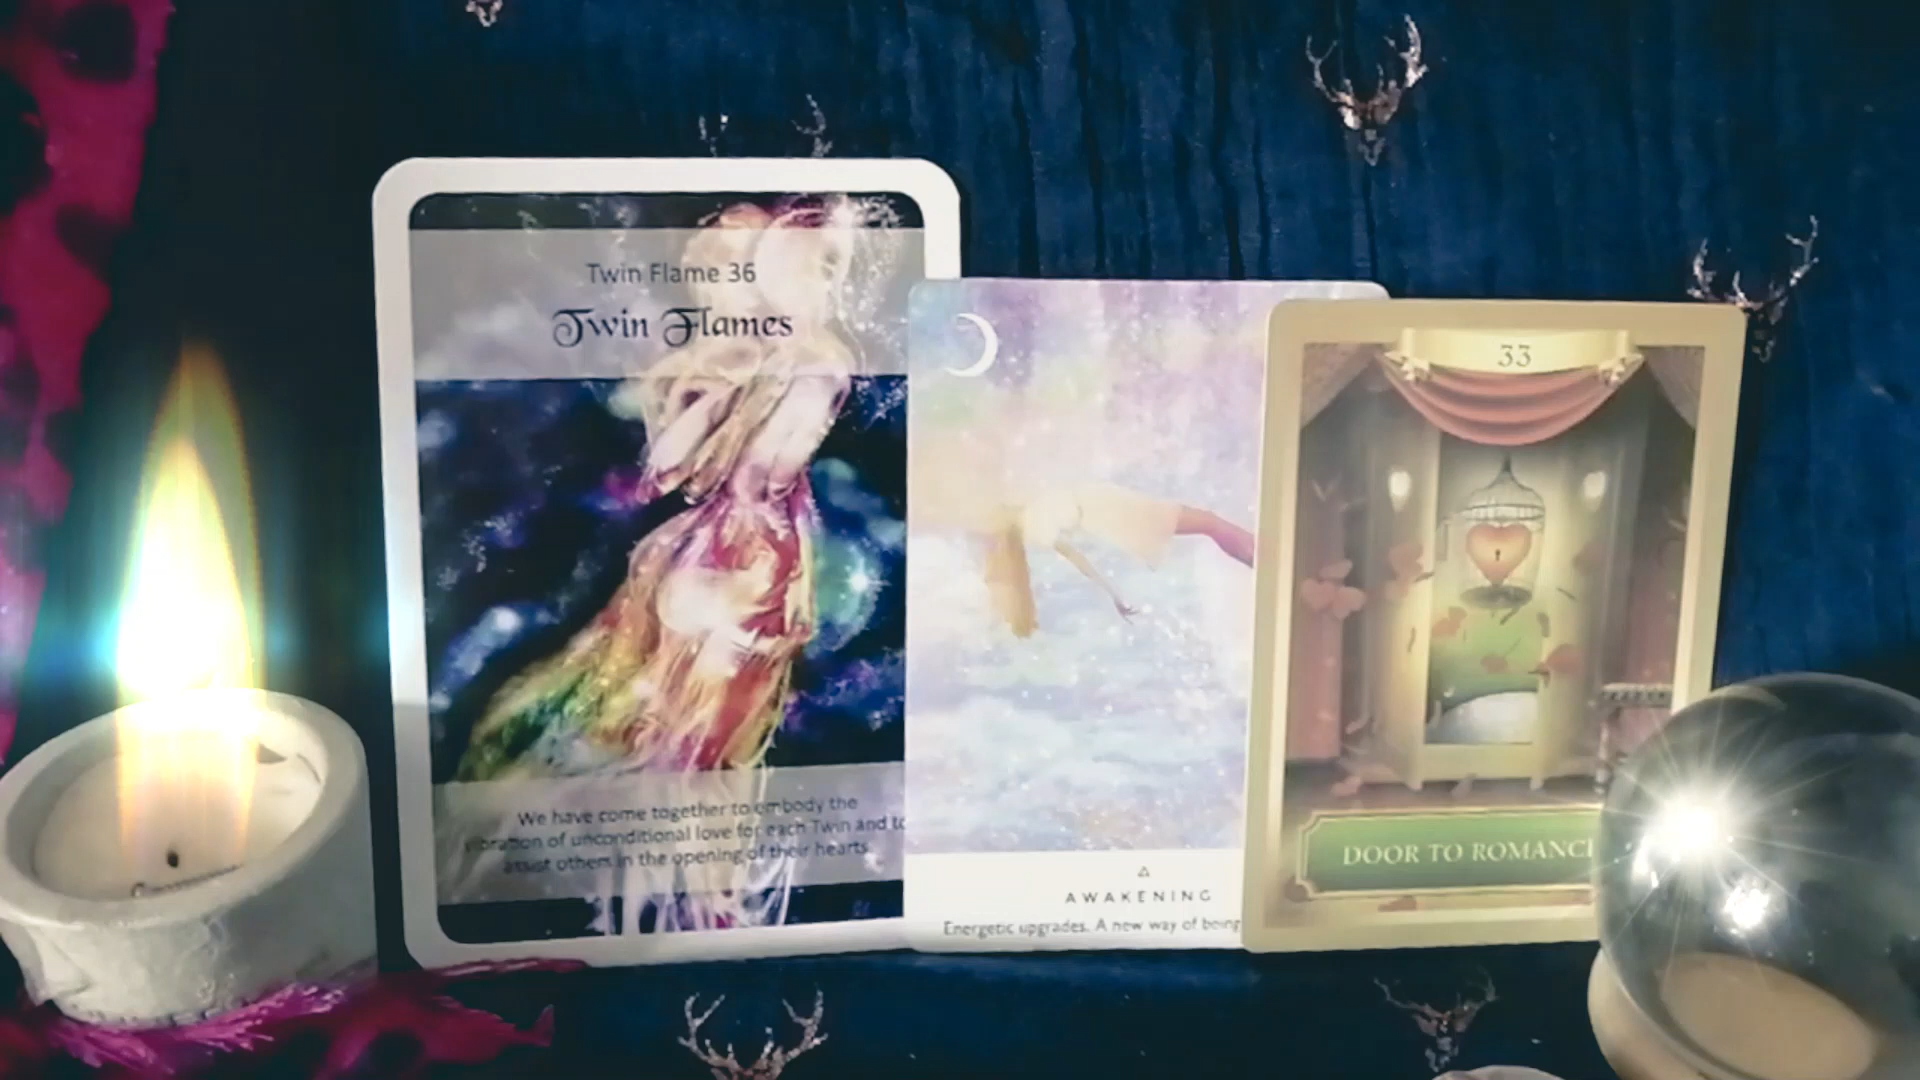 Twin Flame 36
Twin Flames
We have come together to embody the
vibration of unconditional love for each Twin and to
assist others in the opening of their hearts
AWAKENING
Energetic upgrades. A new way of being
33
DOOR TO ROMANCE